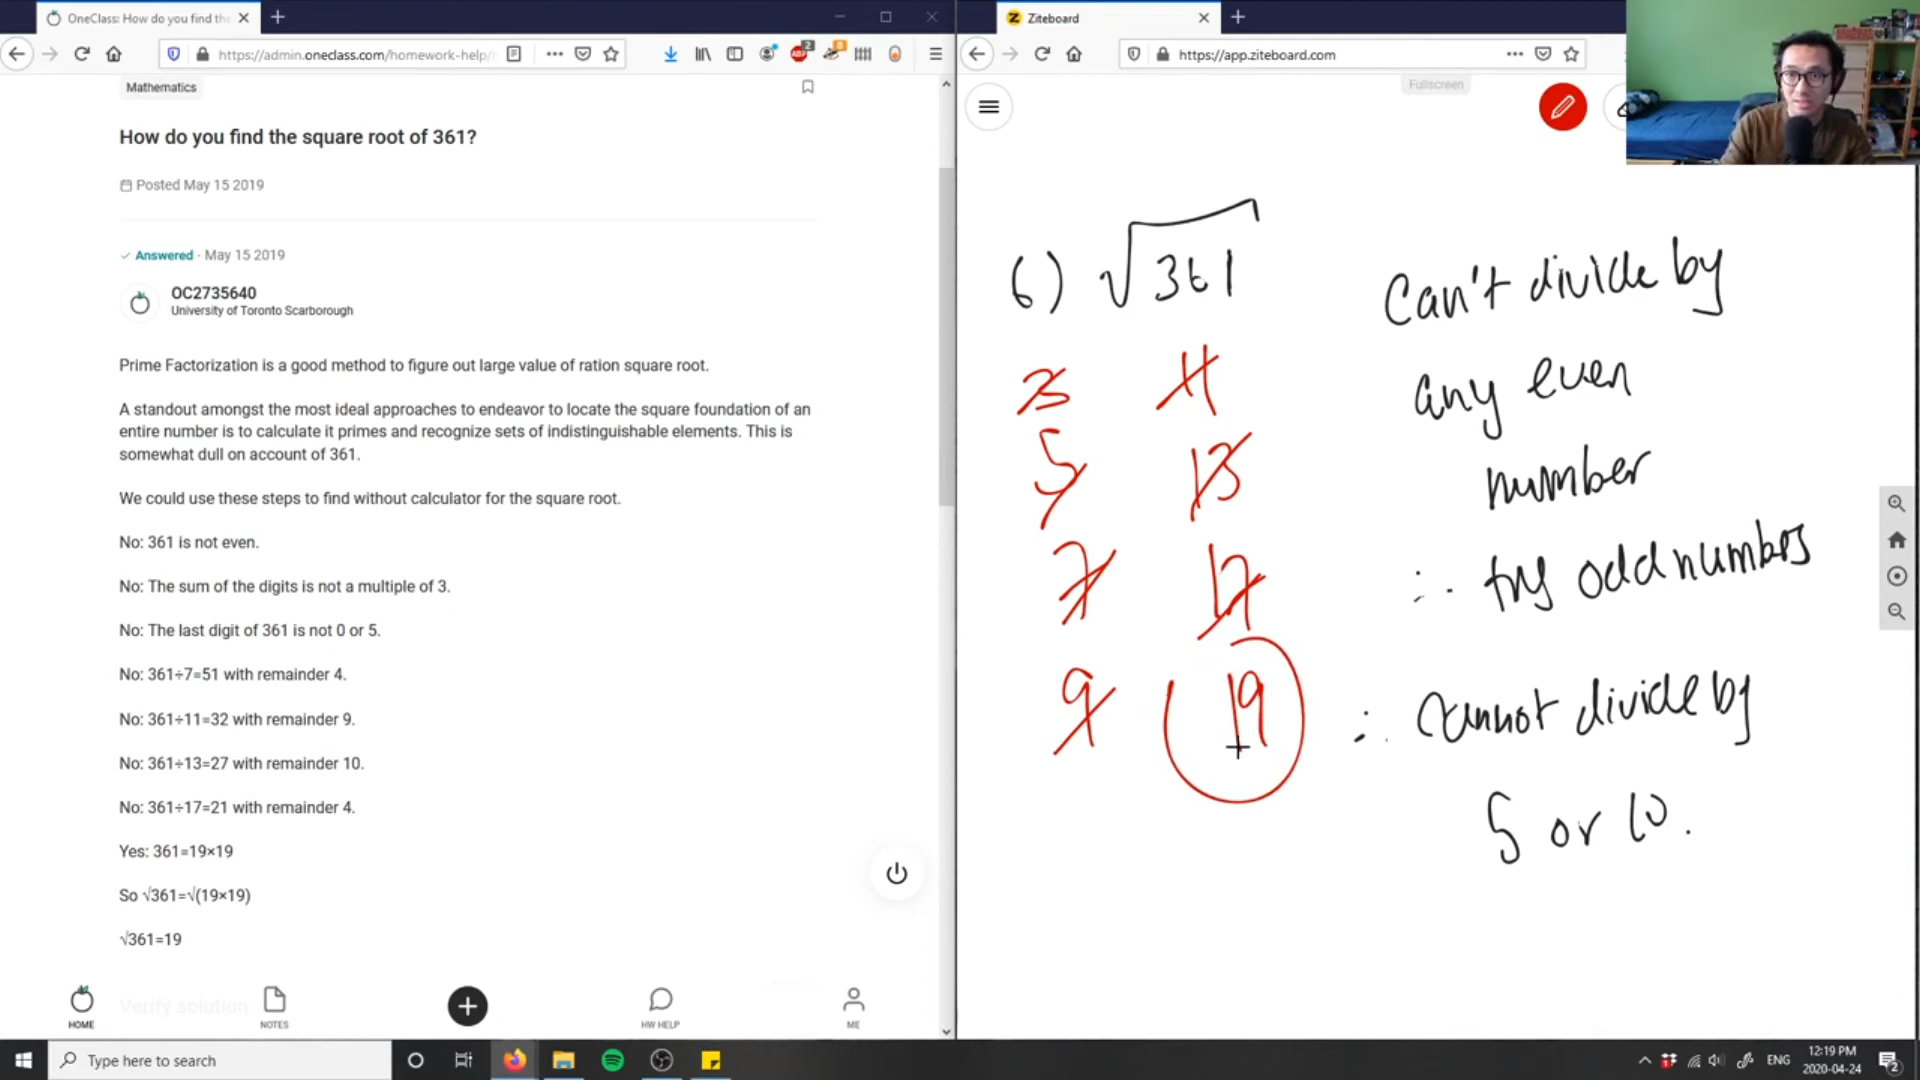 OneClass: How do you find the
Ziteboard
https://admin.oneclass.com/homework-help/
2
8
https://app.ziteboard.com
Mathematics
Fullscreen
How do you find the square root of 361?
Posted May 15 2019
Answered · May 15 2019
OC2735640
University of Toronto Scarborough
Prime Factorization is a good method to figure out large value of ration square root.
A standout amongst the most ideal approaches to endeavor to locate the square foundation of an
entire number is to calculate it primes and recognize sets of indistinguishable elements. This is
somewhat dull on account of 361.
We could use these steps to find without calculator for the square root.
No: 361 is not even.
No: The sum of the digits is not a multiple of 3.
No: The last digit of 361 is not 0 or 5.
No: 361÷7=51 with remainder 4.
No: 361÷11=32 with remainder 9.
No: 361÷13=27 with remainder 10.
No: 361÷17=21 with remainder 4.
Yes: 361=19×19
So √361=√(19×19)
√361=19
Verify solution
HOME
NOTES
HW HELP
ME
6) √361
3 11
5 13
7 17
9 19
Can't divide by
any even
number
∴ try odd numbers
∴ cannot divide by
5 or 10.
Type here to search
ENG
12:19 PM
2020-04-24
2